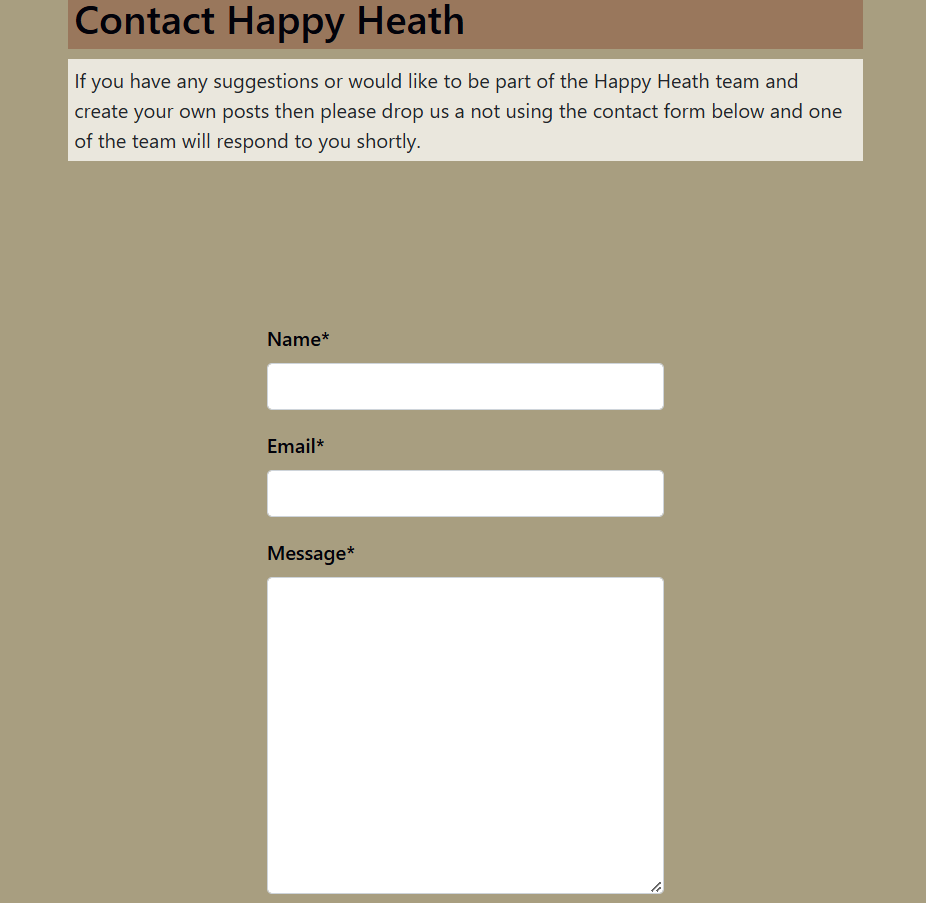 Contact Happy Heath
If you have any suggestions or would like to be part of the Happy Heath team and
create your own posts then please drop us a not using the contact form below and one
of the team will respond to you shortly.
Name*
Email*
Message*